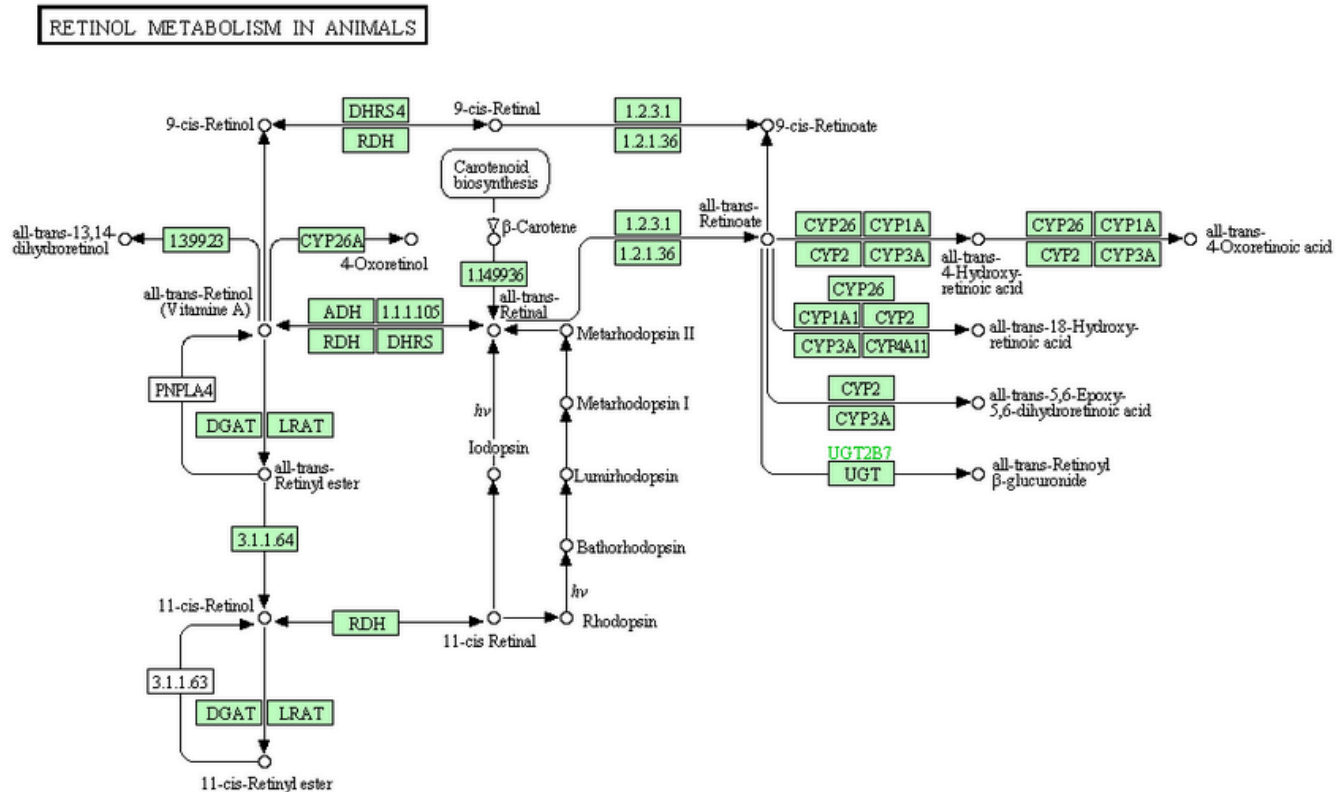 RETINOL METABOLISM IN ANIMALS
DHRS4
9-cis-Retinal
1.2.3.1
9-cis-Retinol
9-cis-Retinoate
RDH
1.2.1.36
Carotenoid
biosynthesis
all-trans-
Retinoate
1.2.3.1
CYP26
CYP1A
CYP26
CYP1A
all-trans-13,14-
dihydroretinol
1.3.99.23
CYP26A
β-Carotene
all-trans-
4-Oxoretinoic acid
4-Oxoretinol
1.2.1.36
CYP2
CYP3A
all-trans-
4-Hydroxy-
retinoic acid
CYP2
CYP3A
1.14.99.36
all-trans-Retinol
(Vitamine A)
all-trans-
Retinal
CYP26
ADH
1.1.1.105
CYP1A1
CYP2
Metarhodopsin II
all-trans-18-Hydroxy-
retinoic acid
RDH
DHRS
CYP3A
CYP4A11
PNPLA4
CYP2
hν
Metarhodopsin I
all-trans-5,6-Epoxy-
5,6-dihydroretinoic acid
DGAT
LRAT
CYP3A
Iodopsin
UGT2B7
all-trans-
Retinyl ester
Lumirhodopsin
UGT
all-trans-Retinoyl
β-glucuronide
3.1.1.64
Bathorhodopsin
hν
11-cis-Retinol
RDH
Rhodopsin
11-cis Retinal
3.1.1.63
DGAT
LRAT
11-cis-Retinyl ester